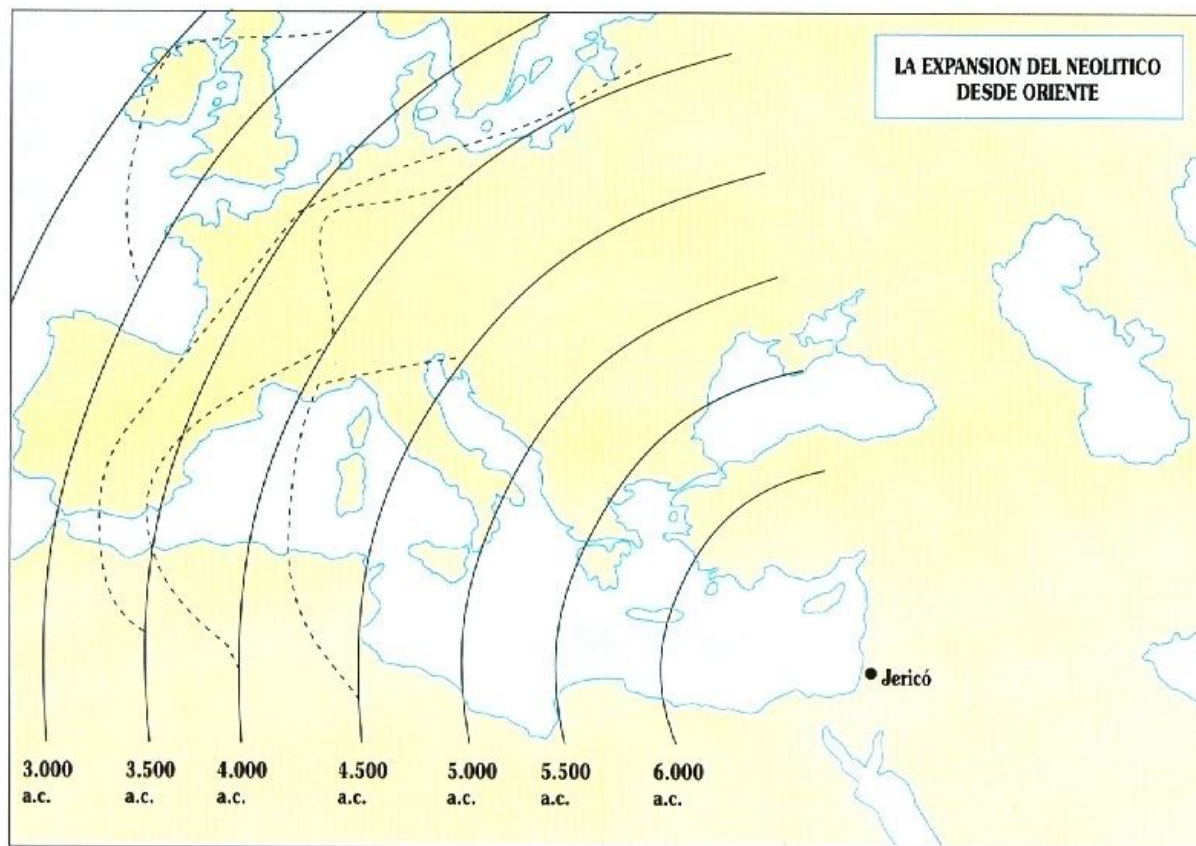 LA EXPANSION DEL NEOLITICO
DESDE ORIENTE
Jericó
3.000 3.500 4.000 4.500 5.000 5.500 6.000
a.c. a.c. a.c. a.c. a.c. a.c. a.c.